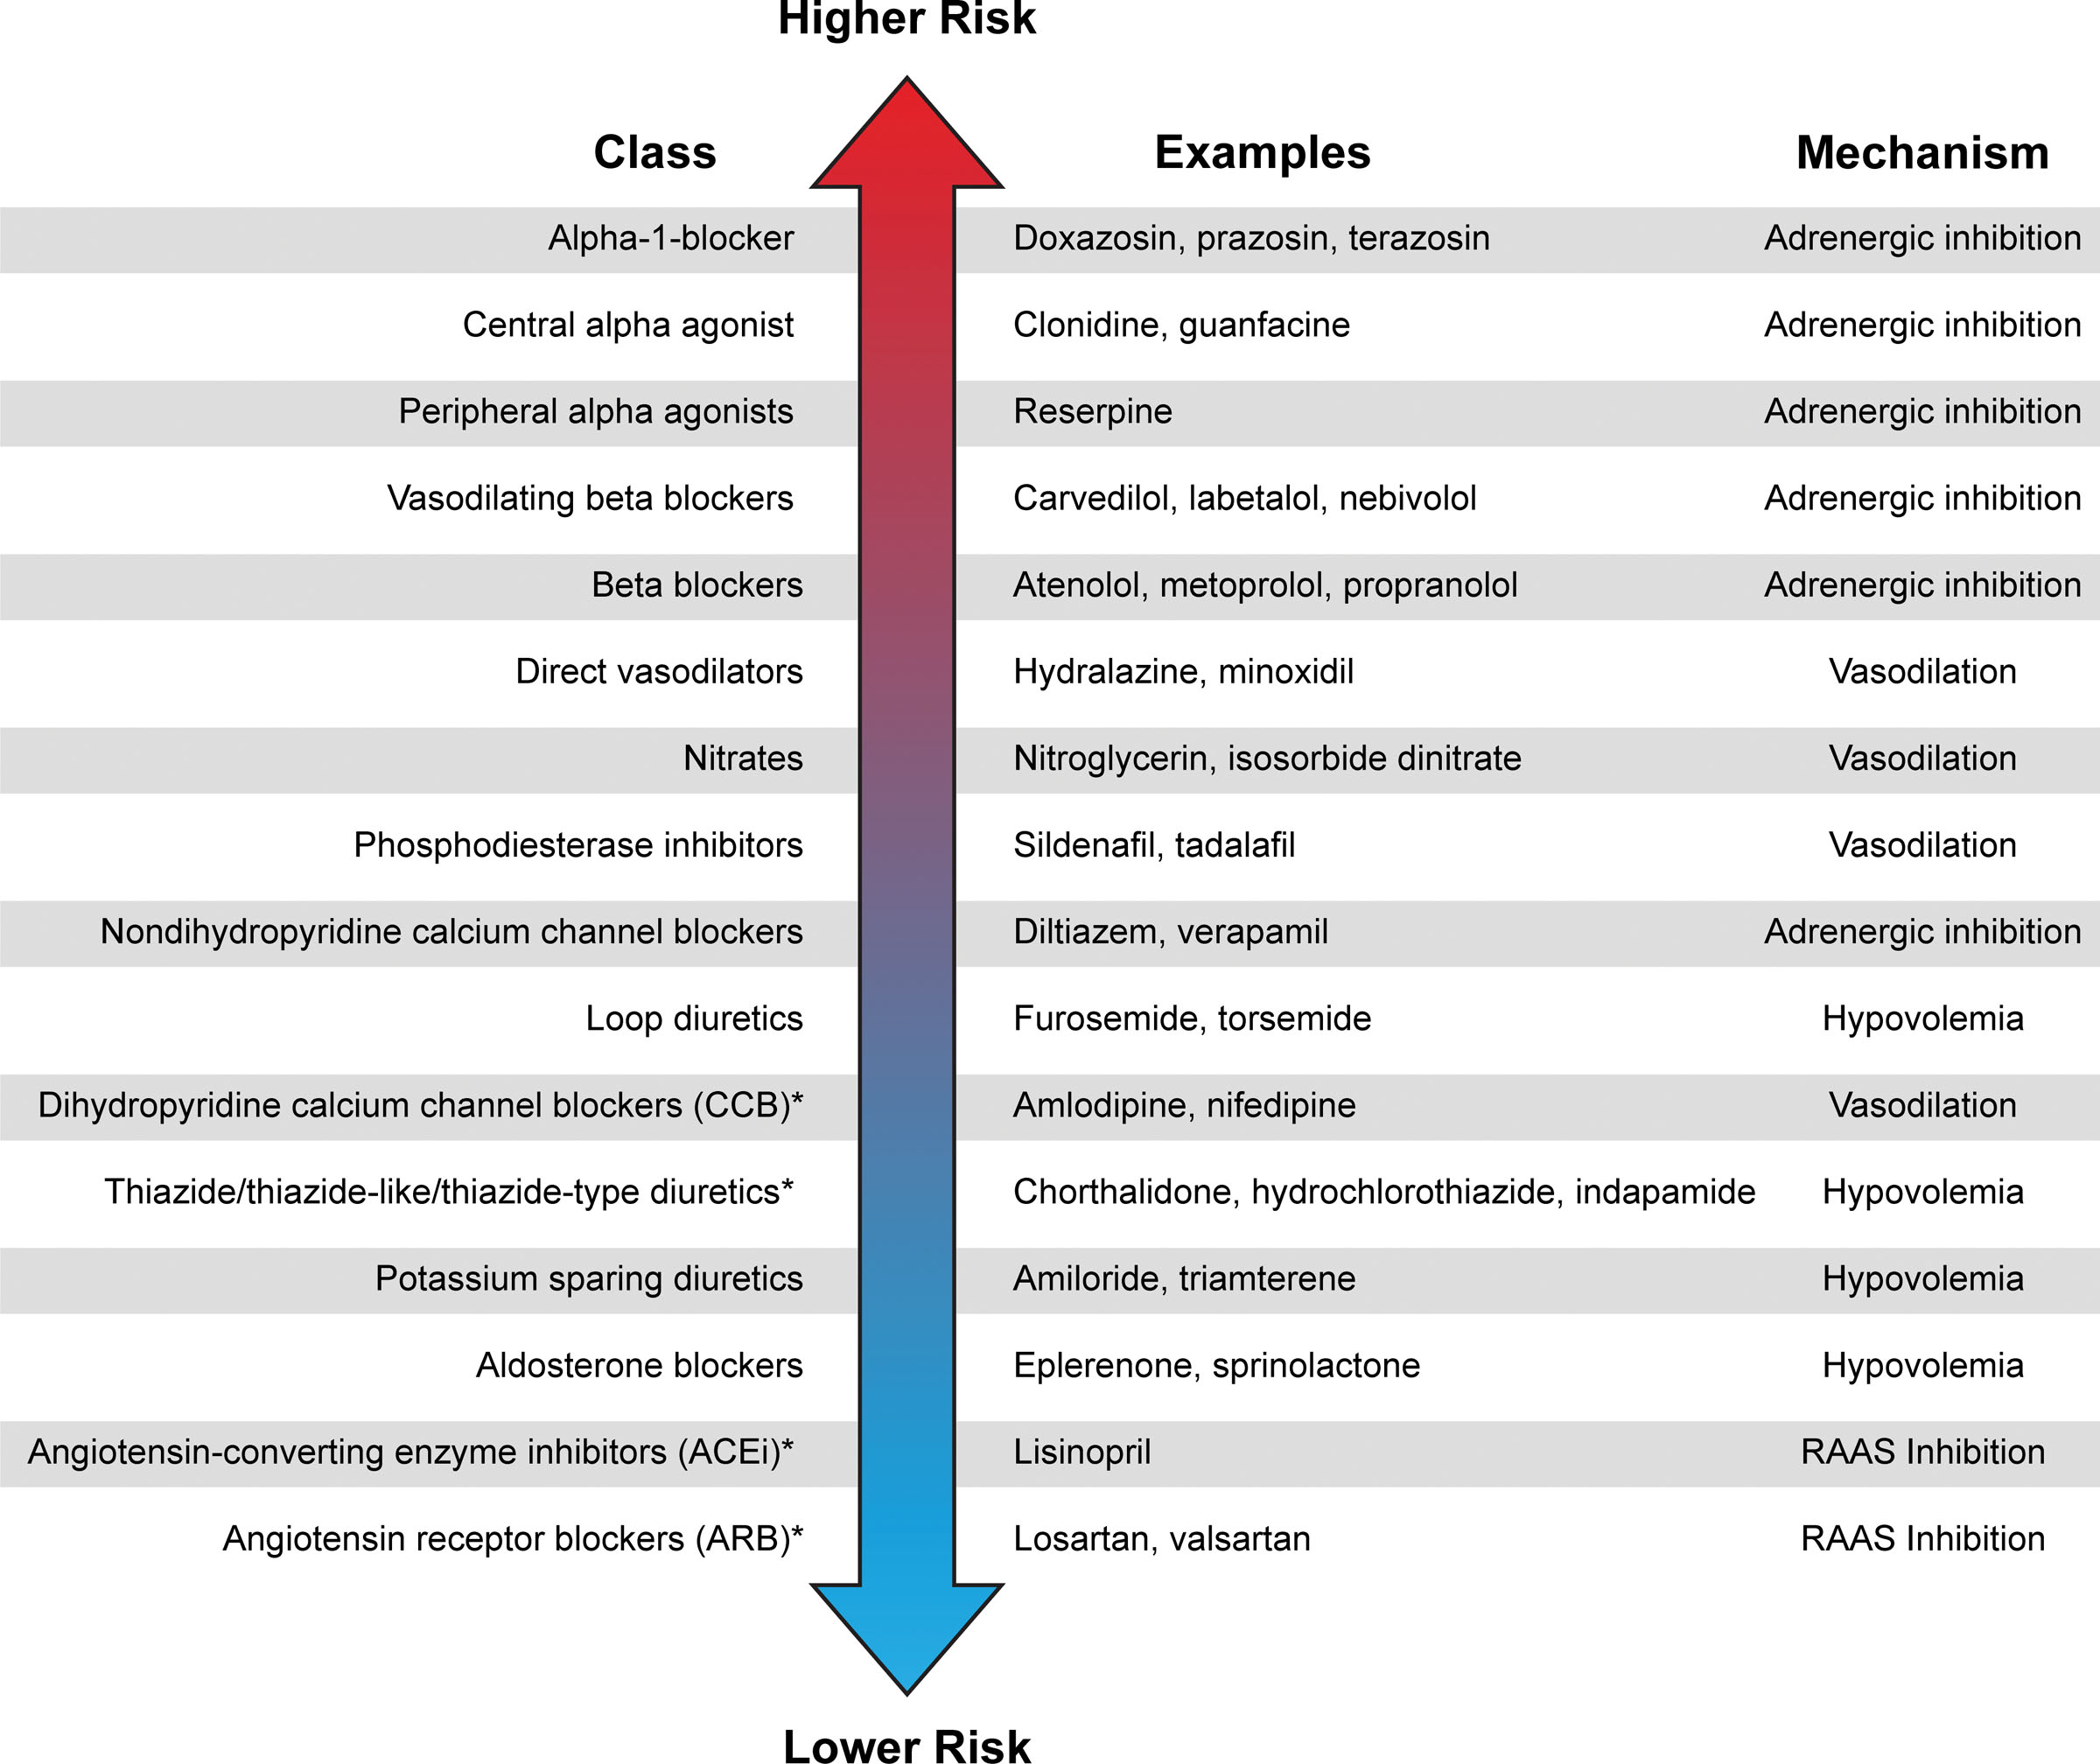 Higher Risk
Class Examples Mechanism
Alpha-1-blocker Doxazosin, prazosin, terazosin Adrenergic inhibition
Central alpha agonist Clonidine, guanfacine Adrenergic inhibition
Peripheral alpha agonists Reserpine Adrenergic inhibition
Vasodilating beta blockers Carvedilol, labetalol, nebivolol Adrenergic inhibition
Beta blockers Atenolol, metoprolol, propranolol Adrenergic inhibition
Direct vasodilators Hydralazine, minoxidil Vasodilation
Nitrates Nitroglycerin, isosorbide dinitrate Vasodilation
Phosphodiesterase inhibitors Sildenafil, tadalafil Vasodilation
Nondihydropyridine calcium channel blockers Diltiazem, verapamil Adrenergic inhibition
Loop diuretics Furosemide, torsemide Hypovolemia
Dihydropyridine calcium channel blockers (CCB)* Amlodipine, nifedipine Vasodilation
Thiazide/thiazide-like/thiazide-type diuretics* Chorthalidone, hydrochlorothiazide, indapamide Hypovolemia
Potassium sparing diuretics Amiloride, triamterene Hypovolemia
Aldosterone blockers Eplerenone, sprinolactone Hypovolemia
Angiotensin-converting enzyme inhibitors (ACEi)* Lisinopril RAAS Inhibition
Angiotensin receptor blockers (ARB)* Losartan, valsartan RAAS Inhibition
Lower Risk